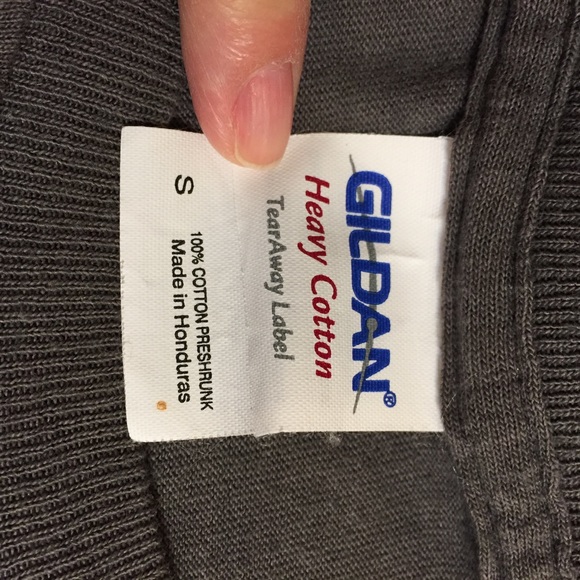 GILDAN®
Heavy Cotton
TearAway Label
S
100% COTTON PRESHRUNK
Made in Honduras